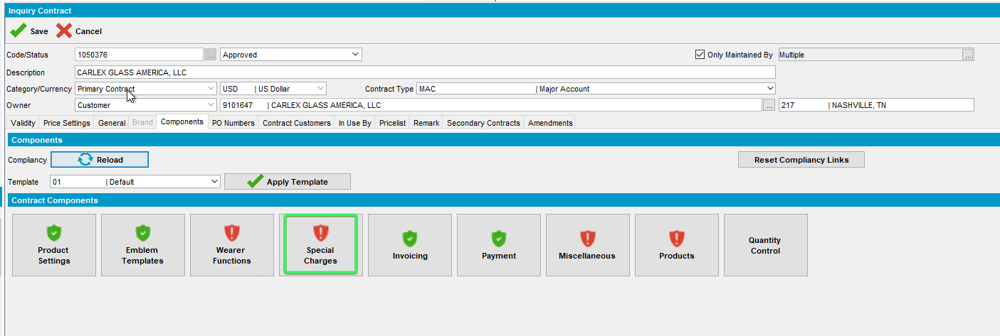 Inquiry Contract
Save Cancel
Code/Status 1050376 ... Approved Only Maintained By Multiple ...
Description CARLEX GLASS AMERICA, LLC
Category/Currency Primary Contract USD | US Dollar Contract Type MAC | Major Account
Owner Customer 9101647 | CARLEX GLASS AMERICA, LLC ... 217 | NASHVILLE, TN
Validity Price Settings General Brand Components PO Numbers Contract Customers In Use By Pricelist Remark Secondary Contracts Amendments
Components
Compliancy Reload Reset Compliancy Links
Template 01 | Default Apply Template
Contract Components
Product
Settings
Emblem
Templates
Wearer
Functions
Special
Charges
Invoicing
Payment
Miscellaneous
Products
Quantity
Control